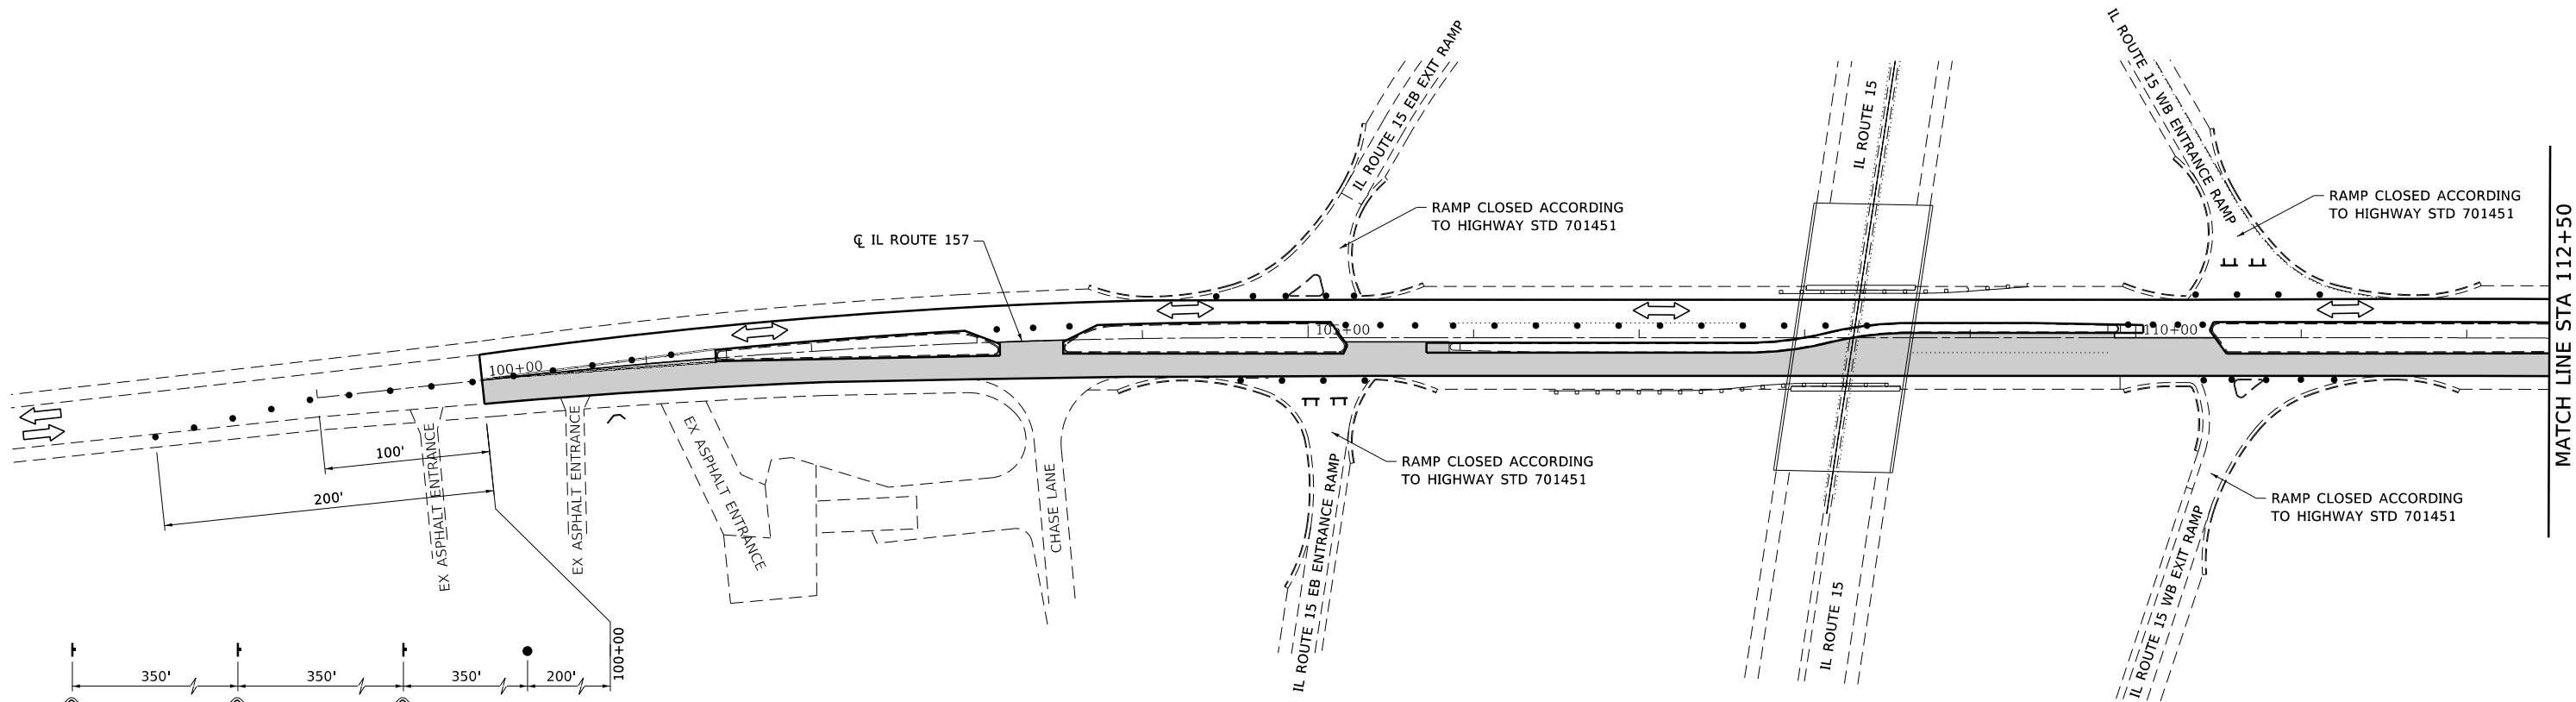 IL ROUTE 15 EB EXIT RAMP
IL ROUTE 15
IL ROUTE 15 WB ENTRANCE RAMP
RAMP CLOSED ACCORDING
TO HIGHWAY STD 701451
RAMP CLOSED ACCORDING
TO HIGHWAY STD 701451
℄ IL ROUTE 157
MATCH LINE STA 112+50
105+00
110+00
100+00
100'
200'
EX ASPHALT ENTRANCE
EX ASPHALT ENTRANCE
EX ASPHALT ENTRANCE
CHASE LANE
IL ROUTE 15 EB ENTRANCE RAMP
RAMP CLOSED ACCORDING
TO HIGHWAY STD 701451
IL ROUTE 15
IL ROUTE 15 WB EXIT RAMP
RAMP CLOSED ACCORDING
TO HIGHWAY STD 701451
350'
350'
350'
200'
100+00